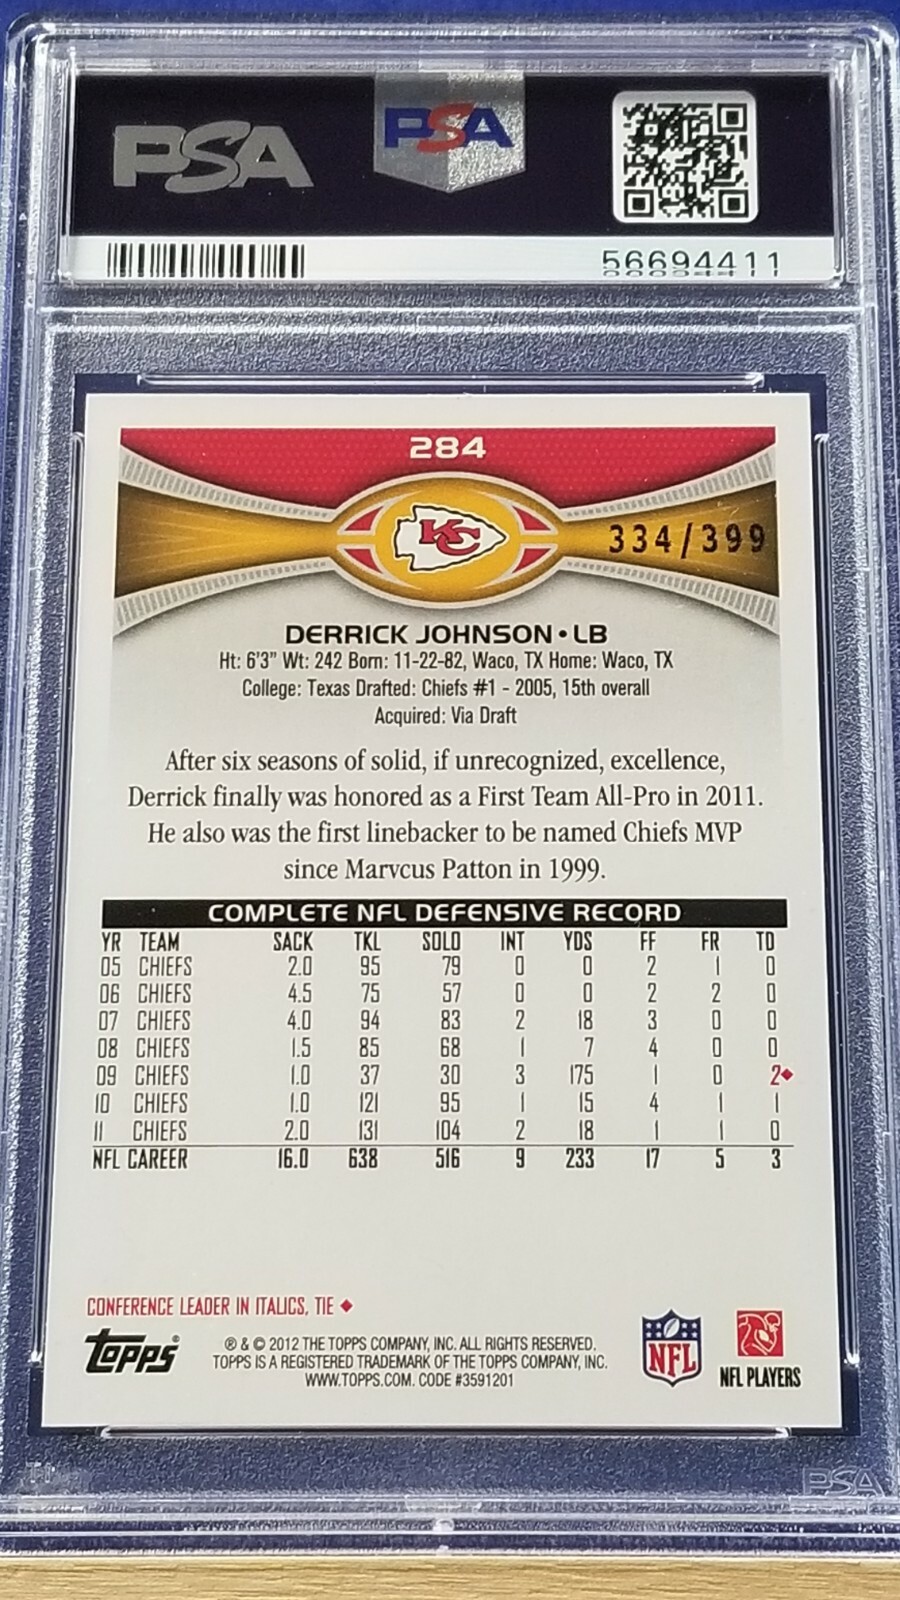 PSA PSA
56694411
284
KC
334/399
DERRICK JOHNSON • LB
Ht: 6'3" Wt: 242 Born: 11-22-82, Waco, TX Home: Waco, TX
College: Texas Drafted: Chiefs #1 - 2005, 15th overall
Acquired: Via Draft
After six seasons of solid, if unrecognized, excellence,
Derrick finally was honored as a First Team All-Pro in 2011.
He also was the first linebacker to be named Chiefs MVP
since Marvcus Patton in 1999.
COMPLETE NFL DEFENSIVE RECORD
YR TEAM SACK TKL SOLO INT YDS FF FR TD
05 CHIEFS 2.0 95 79 0 0 2 1 0
06 CHIEFS 4.5 75 57 0 0 2 2 0
07 CHIEFS 4.0 94 83 2 18 3 0 0
08 CHIEFS 1.5 85 68 1 7 4 0 0
09 CHIEFS 1.0 37 30 3 175 1 0 2◆
10 CHIEFS 1.0 121 95 1 15 4 1 1
11 CHIEFS 2.0 131 104 2 18 1 1 0
NFL CAREER 16.0 638 516 9 233 17 5 3
CONFERENCE LEADER IN ITALICS, TIE ◆
Topps®
® & © 2012 THE TOPPS COMPANY, INC. ALL RIGHTS RESERVED.
TOPPS IS A REGISTERED TRADEMARK OF THE TOPPS COMPANY, INC.
WWW.TOPPS.COM. CODE #3591201
NFL
NFL PLAYERS
PSA